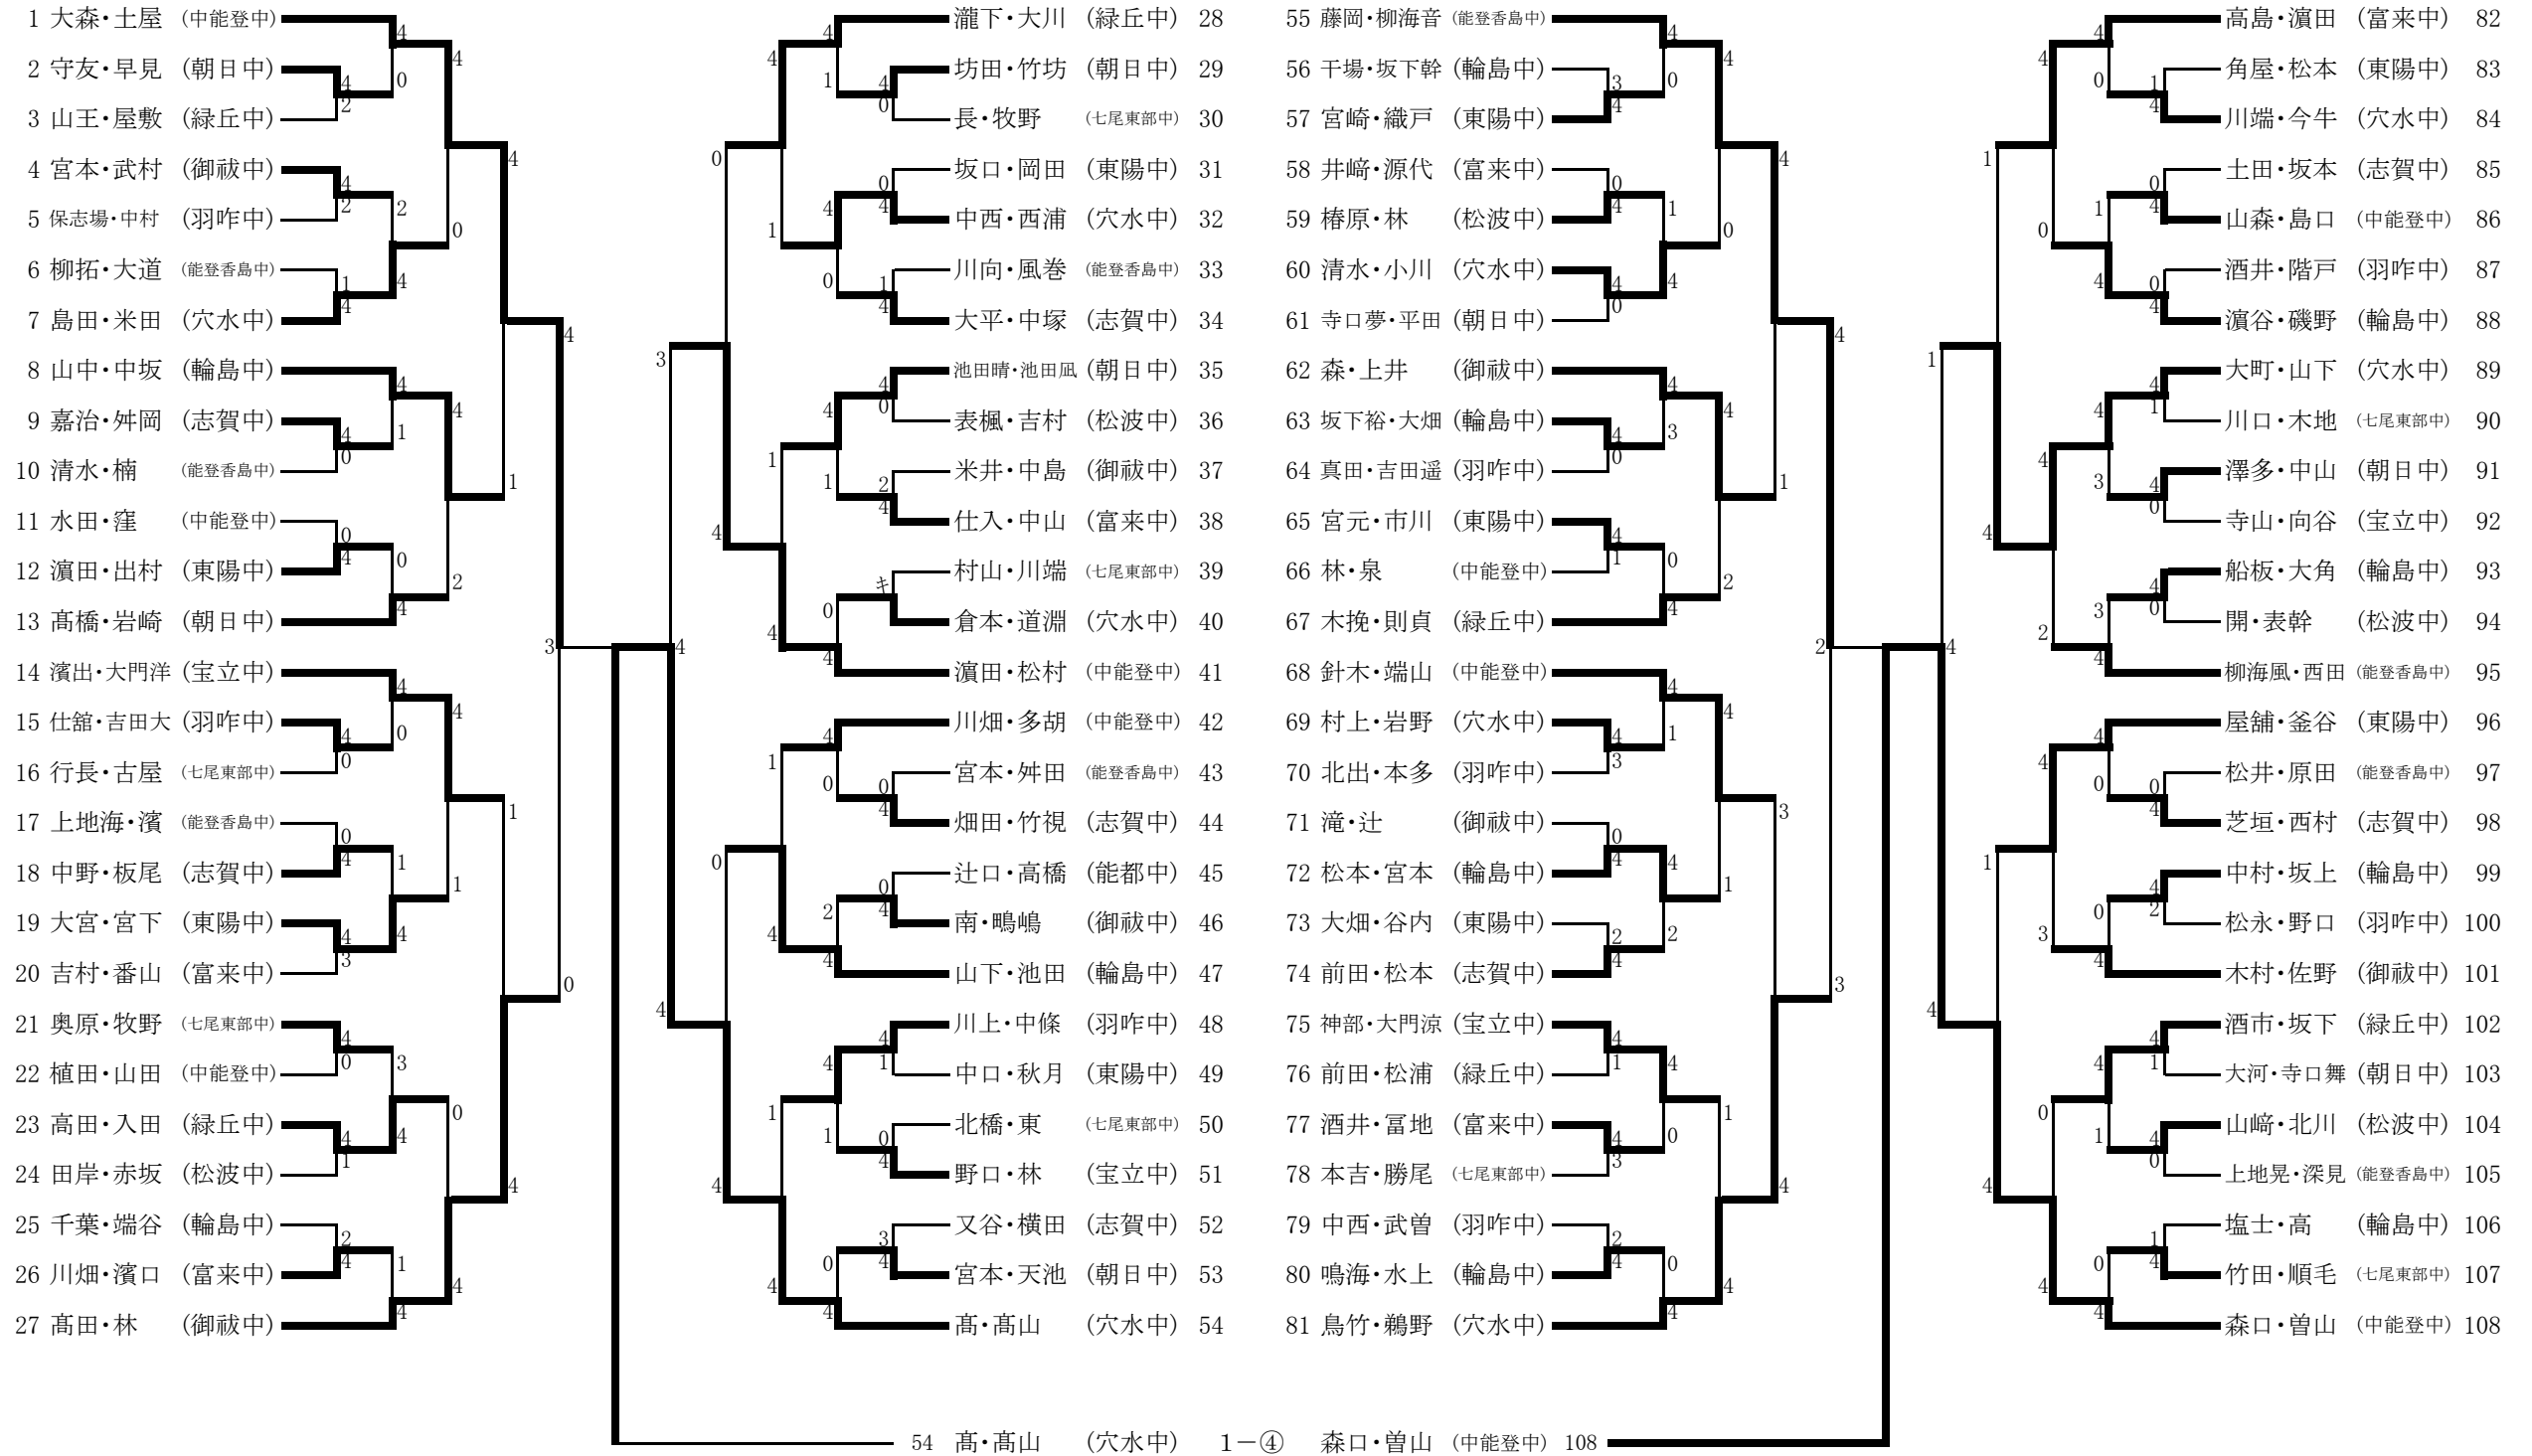 1 大森・土屋 (中能登中)
2 守友・早見 (朝日中)
3 山王・屋敷 (緑丘中)
4 宮本・武村 (御祓中)
5 保志場・中村 (羽咋中)
6 柳拓・大道 (能登香島中)
7 島田・米田 (穴水中)
8 山中・中坂 (輪島中)
9 嘉治・舛岡 (志賀中)
10 清水・楠 (能登香島中)
11 水田・窪 (中能登中)
12 濵田・出村 (東陽中)
13 髙橋・岩崎 (朝日中)
14 濱出・大門洋 (宝立中)
15 仕舘・吉田大 (羽咋中)
16 行長・古屋 (七尾東部中)
17 上地海・濱 (能登香島中)
18 中野・板尾 (志賀中)
19 大宮・宮下 (東陽中)
20 吉村・番山 (富来中)
21 奥原・牧野 (七尾東部中)
22 植田・山田 (中能登中)
23 高田・入田 (緑丘中)
24 田岸・赤坂 (松波中)
25 千葉・端谷 (輪島中)
26 川畑・濱口 (富来中)
27 髙田・林 (御祓中)
瀧下・大川 (緑丘中) 28
坊田・竹坊 (朝日中) 29
長・牧野 (七尾東部中) 30
坂口・岡田 (東陽中) 31
中西・西浦 (穴水中) 32
川向・風巻 (能登香島中) 33
大平・中塚 (志賀中) 34
池田晴・池田凪 (朝日中) 35
表楓・吉村 (松波中) 36
米井・中島 (御祓中) 37
仕入・中山 (富来中) 38
村山・川端 (七尾東部中) 39
倉本・道淵 (穴水中) 40
濵田・松村 (中能登中) 41
川畑・多胡 (中能登中) 42
宮本・舛田 (能登香島中) 43
畑田・竹視 (志賀中) 44
辻口・高橋 (能都中) 45
南・鴫嶋 (御祓中) 46
山下・池田 (輪島中) 47
川上・中條 (羽咋中) 48
中口・秋月 (東陽中) 49
北橋・東 (七尾東部中) 50
野口・林 (宝立中) 51
又谷・横田 (志賀中) 52
宮本・天池 (朝日中) 53
髙・髙山 (穴水中) 54
55 藤岡・柳海音 (能登香島中)
56 干場・坂下幹 (輪島中)
57 宮崎・織戸 (東陽中)
58 井﨑・源代 (富来中)
59 椿原・林 (松波中)
60 清水・小川 (穴水中)
61 寺口夢・平田 (朝日中)
62 森・上井 (御祓中)
63 坂下裕・大畑 (輪島中)
64 真田・吉田遥 (羽咋中)
65 宮元・市川 (東陽中)
66 林・泉 (中能登中)
67 木挽・則貞 (緑丘中)
68 針木・端山 (中能登中)
69 村上・岩野 (穴水中)
70 北出・本多 (羽咋中)
71 滝・辻 (御祓中)
72 松本・宮本 (輪島中)
73 大畑・谷内 (東陽中)
74 前田・松本 (志賀中)
75 神部・大門涼 (宝立中)
76 前田・松浦 (緑丘中)
77 酒井・冨地 (富来中)
78 本吉・勝尾 (七尾東部中)
79 中西・武曽 (羽咋中)
80 鳴海・水上 (輪島中)
81 鳥竹・鵜野 (穴水中)
高島・濵田 (富来中) 82
角屋・松本 (東陽中) 83
川端・今牛 (穴水中) 84
土田・坂本 (志賀中) 85
山森・島口 (中能登中) 86
酒井・階戸 (羽咋中) 87
濵谷・磯野 (輪島中) 88
大町・山下 (穴水中) 89
川口・木地 (七尾東部中) 90
澤多・中山 (朝日中) 91
寺山・向谷 (宝立中) 92
船板・大角 (輪島中) 93
開・表幹 (松波中) 94
柳海風・西田 (能登香島中) 95
屋舗・釜谷 (東陽中) 96
松井・原田 (能登香島中) 97
芝垣・西村 (志賀中) 98
中村・坂上 (輪島中) 99
松永・野口 (羽咋中) 100
木村・佐野 (御祓中) 101
酒市・坂下 (緑丘中) 102
大河・寺口舞 (朝日中) 103
山﨑・北川 (松波中) 104
上地晃・深見 (能登香島中) 105
塩士・高 (輪島中) 106
竹田・順毛 (七尾東部中) 107
森口・曽山 (中能登中) 108
54 髙・髙山 (穴水中) 1－④ 森口・曽山 (中能登中) 108